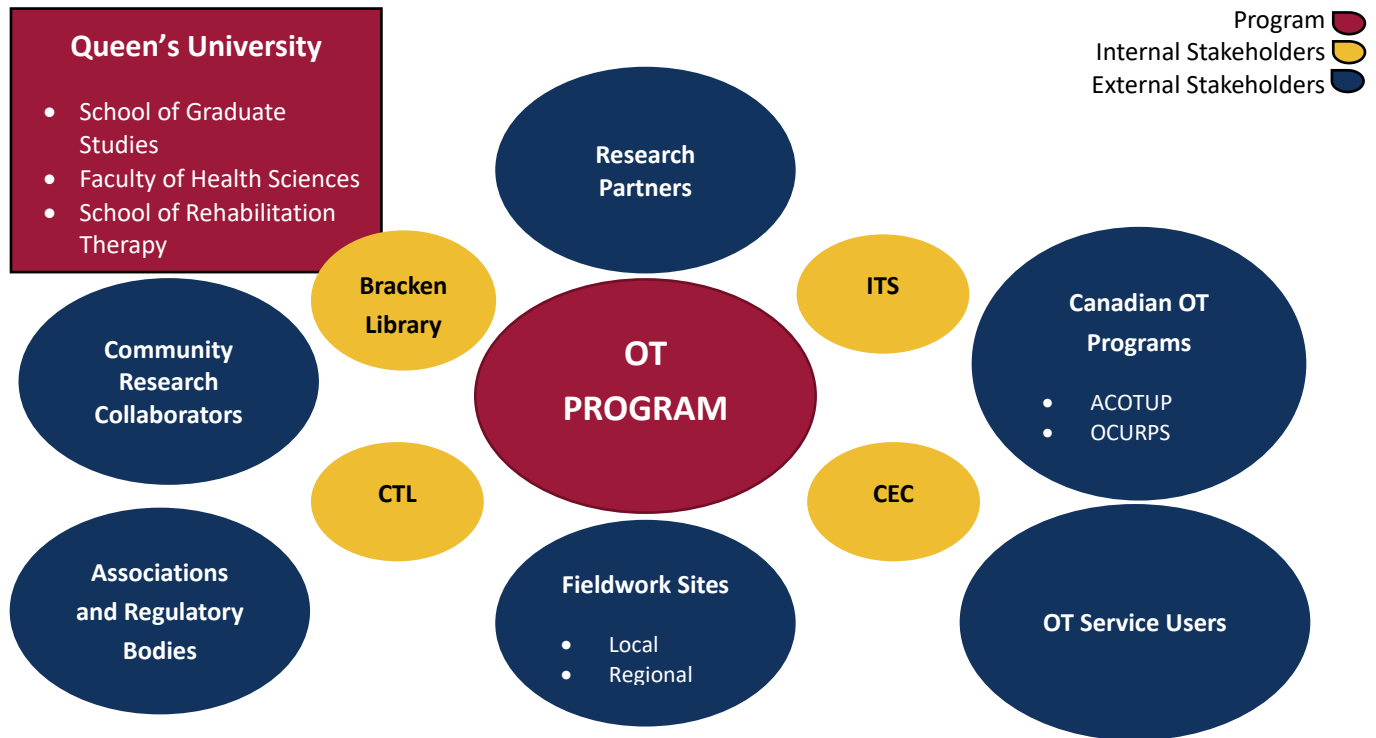 Queen's University
• School of Graduate
Studies
• Faculty of Health Sciences
• School of Rehabilitation
Therapy
Program
Internal Stakeholders
External Stakeholders
Research
Partners
Bracken
Library
ITS
Canadian OT
Programs
• ACOTUP
• OCURPS
Community
Research
Collaborators
OT
PROGRAM
CTL
CEC
Associations
and Regulatory
Bodies
Fieldwork Sites
• Local
• Regional
OT Service Users